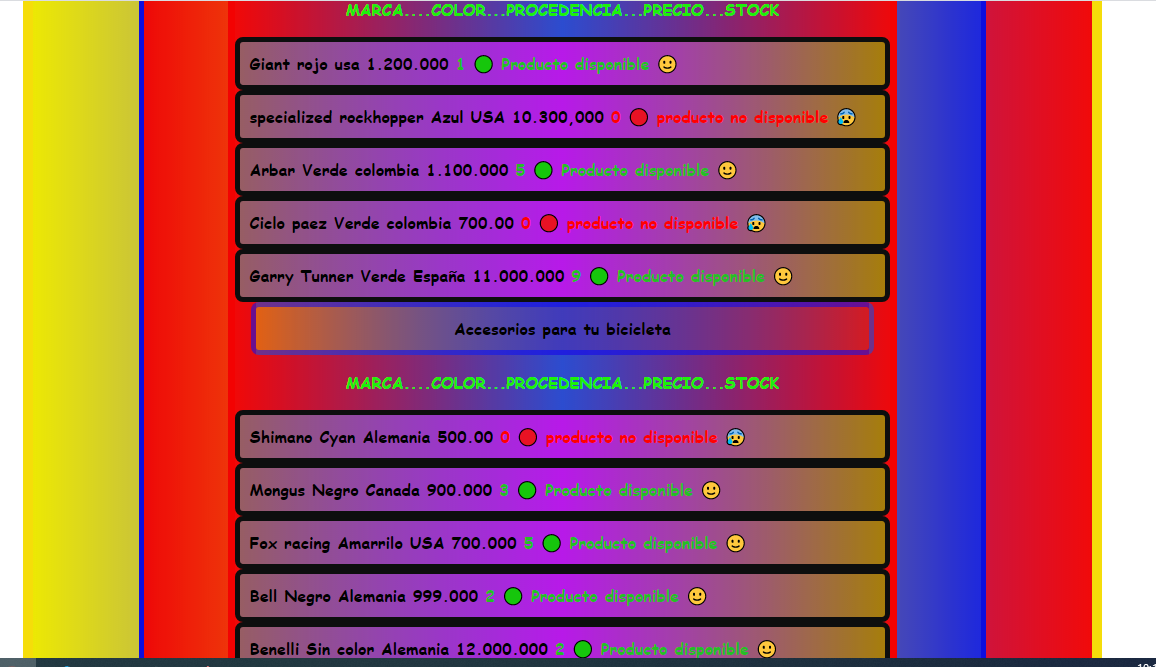 MARCA....COLOR...PROCEDENCIA...PRECIO...STOCK
Giant rojo usa 1.200.000 1 Producto disponible
specialized rockhopper Azul USA 10.300,000 0 producto no disponible
Arbar Verde colombia 1.100.000 5 Producto disponible
Ciclo paez Verde colombia 700.00 0 producto no disponible
Garry Tunner Verde España 11.000.000 9 Producto disponible
Accesorios para tu bicicleta
MARCA....COLOR...PROCEDENCIA...PRECIO...STOCK
Shimano Cyan Alemania 500.00 0 producto no disponible
Mongus Negro Canada 900.000 3 Producto disponible
Fox racing Amarrilo USA 700.000 5 Producto disponible
Bell Negro Alemania 999.000 2 Producto disponible
Benelli Sin color Alemania 12.000.000 2 Producto disponible